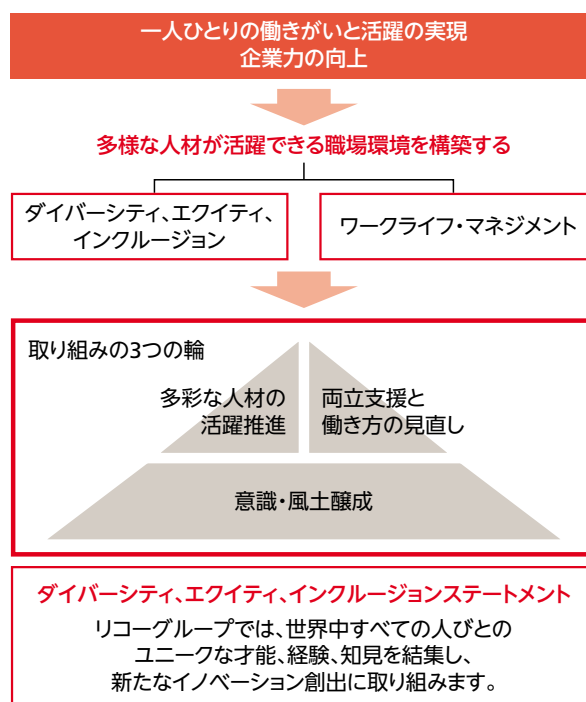 一人ひとりの働きがいと活躍の実現
企業力の向上
多様な人材が活躍できる職場環境を構築する
ダイバーシティ、エクイティ、
インクルージョン
ワークライフ・マネジメント
取り組みの3つの輪
多彩な人材の
活躍推進
両立支援と
働き方の見直し
意識・風土醸成
ダイバーシティ、エクイティ、インクルージョンステートメント
リコーグループでは、世界中すべての人びとの
ユニークな才能、経験、知見を結集し、
新たなイノベーション創出に取り組みます。